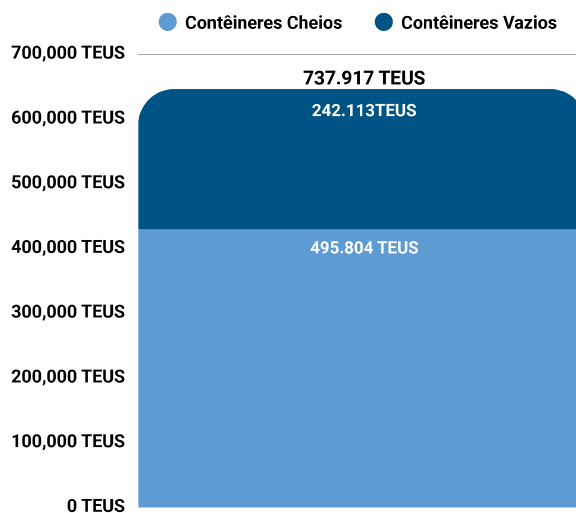 Contêineres Cheios
Contêineres Vazios
700,000 TEUS
737.917 TEUS
242.113TEUS
600,000 TEUS
500,000 TEUS
400,000 TEUS
495.804 TEUS
300,000 TEUS
200,000 TEUS
100,000 TEUS
0 TEUS